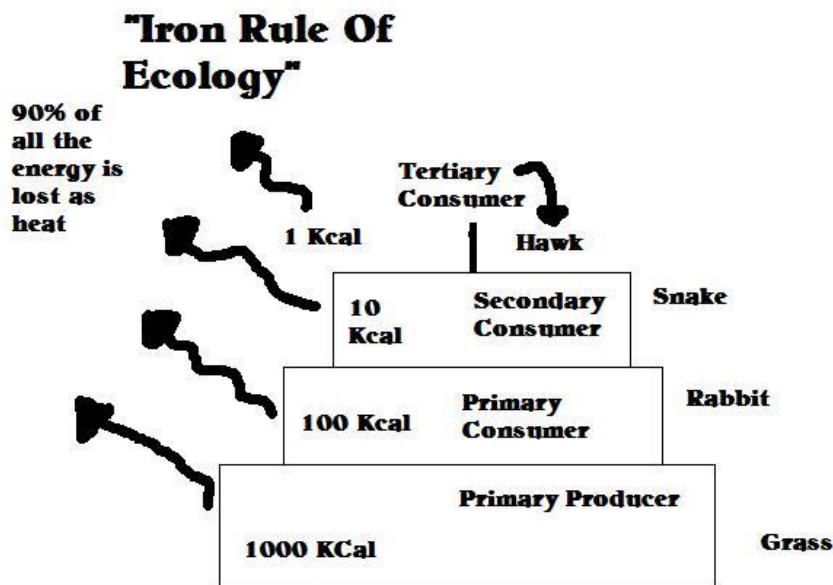 "Iron Rule Of
Ecology"
90% of
all the
energy is
lost as
heat
Tertiary
Consumer
1 Kcal
Hawk
10
Kcal
Secondary
Consumer
Snake
100 Kcal
Primary
Consumer
Rabbit
Primary Producer
1000 KCal
Grass